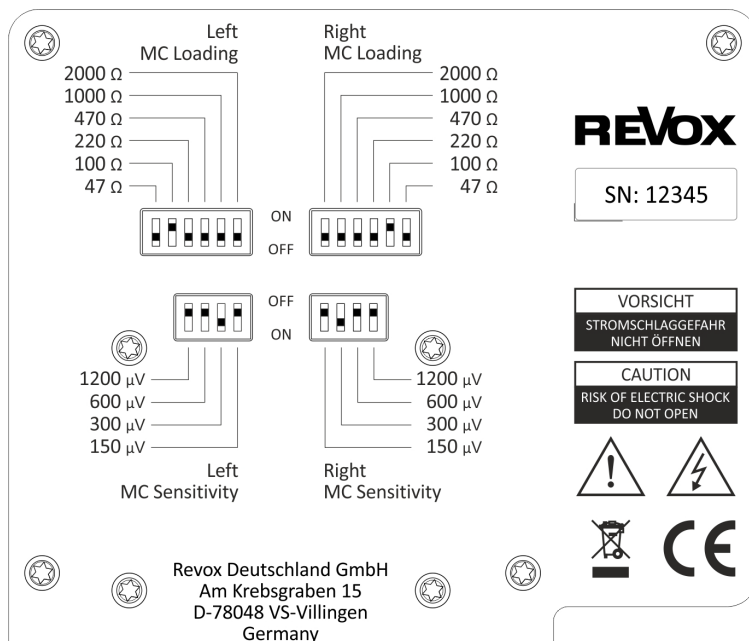 Left
MC Loading
2000 Ω
1000 Ω
470 Ω
220 Ω
100 Ω
47 Ω
Right
MC Loading
2000 Ω
1000 Ω
470 Ω
220 Ω
100 Ω
47 Ω
ON
OFF
OFF
ON
1200 µV
600 µV
300 µV
150 µV
Left
MC Sensitivity
1200 µV
600 µV
300 µV
150 µV
Right
MC Sensitivity
REVOX
SN: 12345
VORSICHT
STROMSCHLAGGEFAHR
NICHT ÖFFNEN
CAUTION
RISK OF ELECTRIC SHOCK
DO NOT OPEN
CE
Revox Deutschland GmbH
Am Krebsgraben 15
D-78048 VS-Villingen
Germany